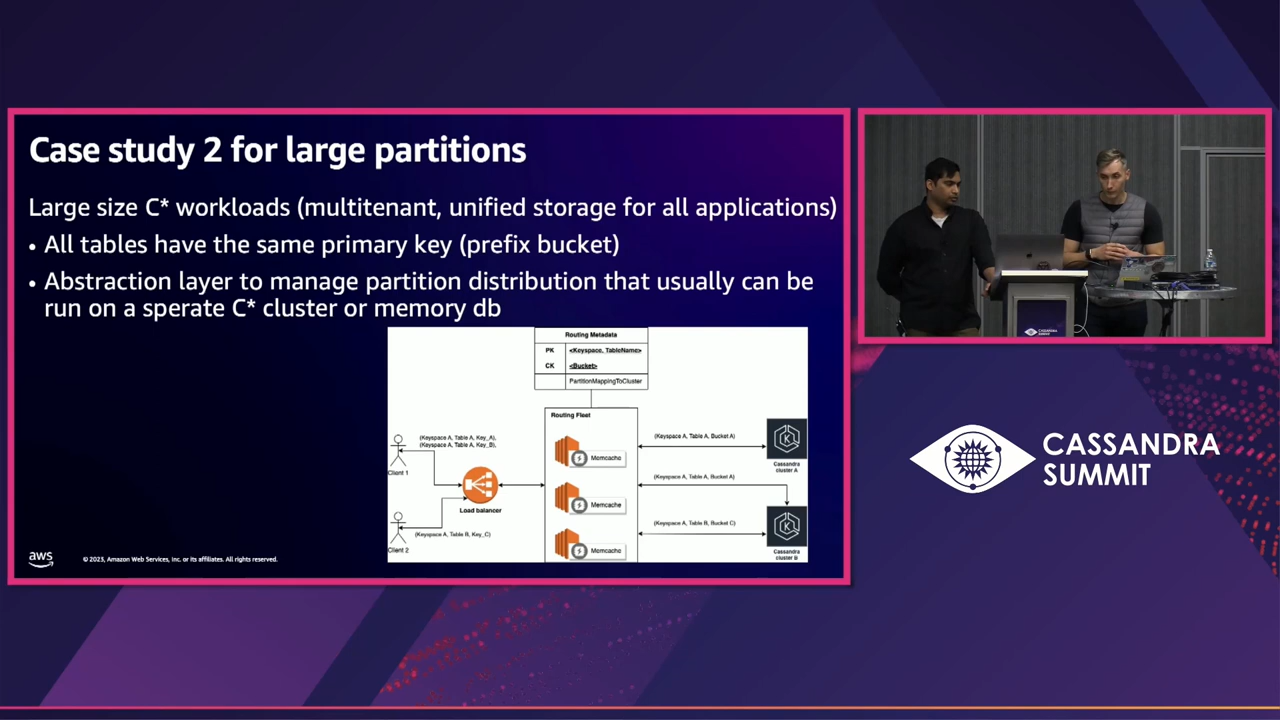 Case study 2 for large partitions
Large size C* workloads (multitenant, unified storage for all applications)
• All tables have the same primary key (prefix bucket)
• Abstraction layer to manage partition distribution that usually can be
run on a sperate C* cluster or memory db
Routing Metadata
PK <Keyspace, TableName>
CK <Bucket>
PartitionMappingToCluster
Routing Fleet
(Keyspace A, Table A, Key_A),
(Keyspace A, Table A, Key_B),
Client 1
Load balancer
Client 2
(Keyspace A, Table B, Key_C)
Memcache
Memcache
Memcache
(Keyspace A, Table A, Bucket A)
(Keyspace A, Table A, Bucket A)
(Keyspace A, Table B, Bucket C)
Cassandra
cluster A
Cassandra
cluster B
aws
© 2023, Amazon Web Services, Inc. or its affiliates. All rights reserved.
CASSANDRA
SUMMIT